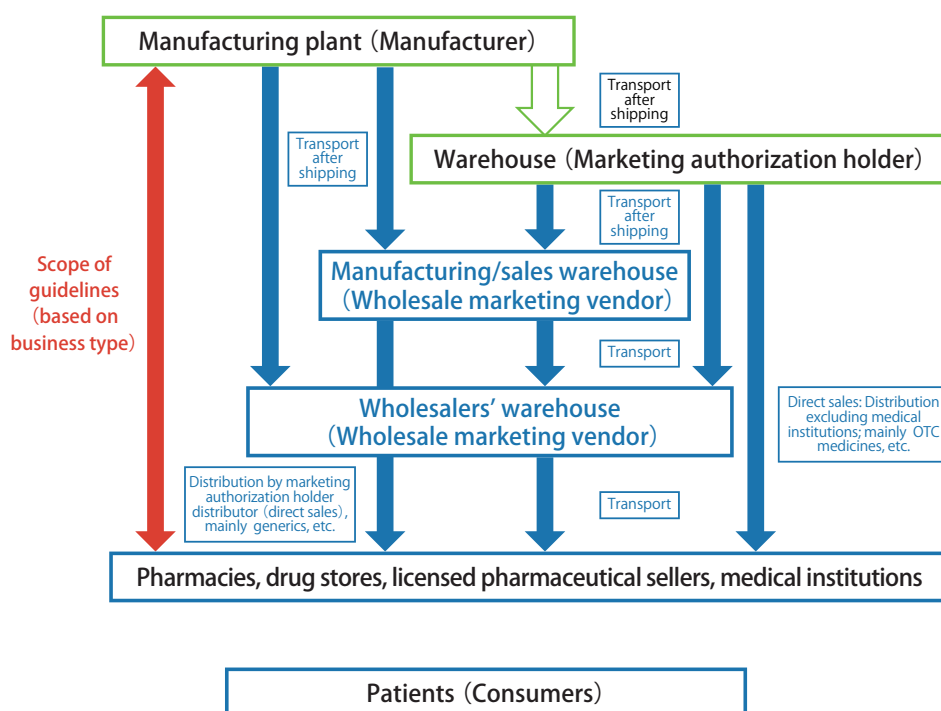 Manufacturing plant (Manufacturer)
Transport
after
shipping
Transport
after
shipping
Warehouse (Marketing authorization holder)
Transport
after
shipping
Scope of
guidelines
(based on
business type)
Manufacturing/sales warehouse
(Wholesale marketing vendor)
Transport
Wholesalers' warehouse
(Wholesale marketing vendor)
Direct sales: Distribution
excluding medical
institutions; mainly OTC
medicines, etc.
Distribution by marketing
authorization holder
distributor (direct sales),
mainly generics, etc.
Transport
Pharmacies, drug stores, licensed pharmaceutical sellers, medical institutions
Patients (Consumers)